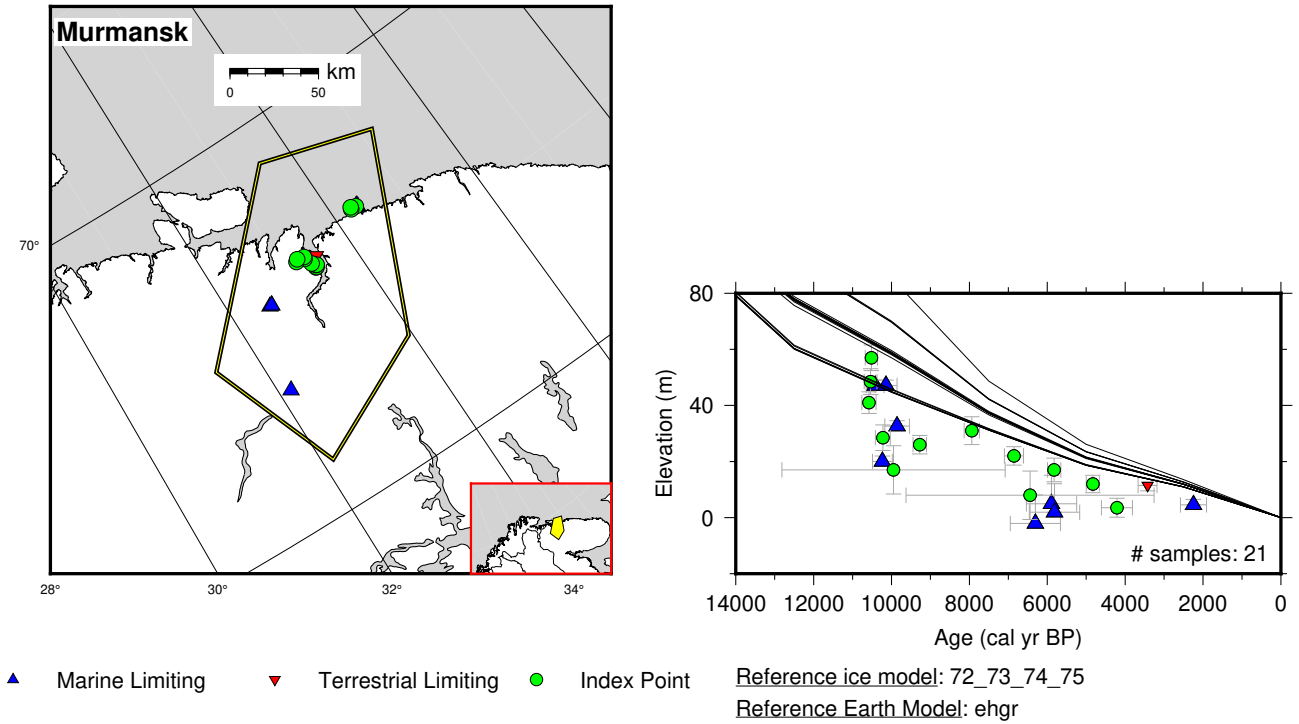 Murmansk
km
0 50
70°
28° 30° 32° 34°
80
40
0
Elevation (m)
# samples: 21
14000 12000 10000 8000 6000 4000 2000 0
Age (cal yr BP)
Marine Limiting Terrestrial Limiting Index Point
Reference ice model: 72_73_74_75
Reference Earth Model: ehgr